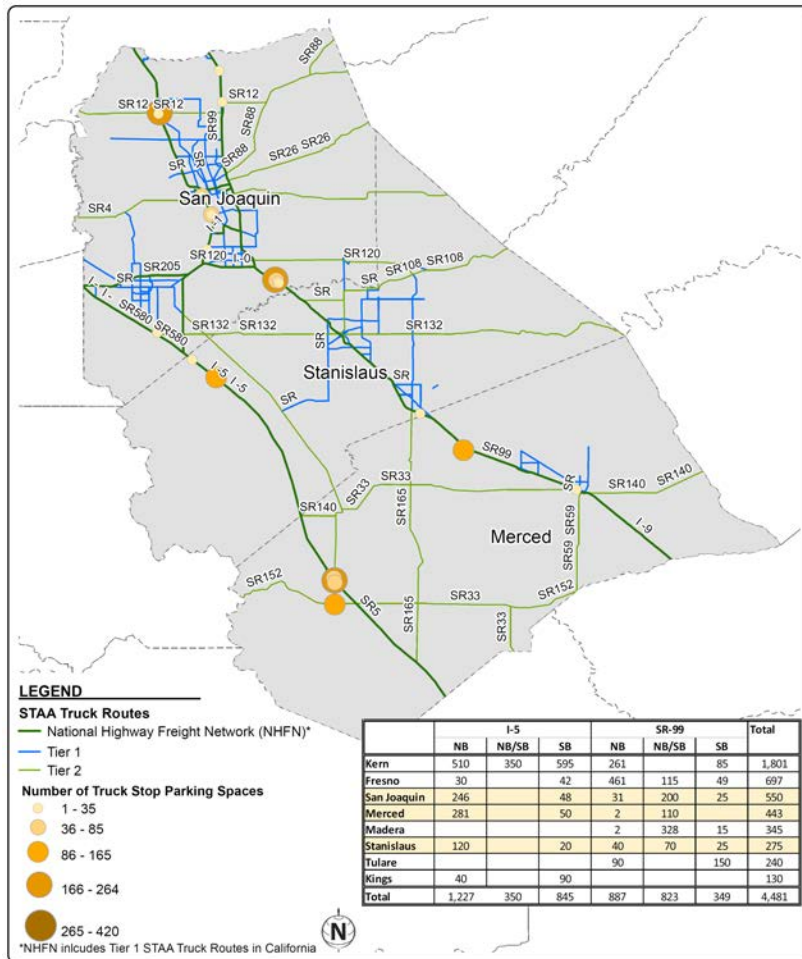 SR88
SR12 SR12
SR12
SR99
SR88
SR
SR
SR88
SR26 SR26
San Joaquin
SR4
I-1
SR120
I-0
SR120
SR108 SR108
SR
SR205
SR
I- I-
SR
SR580 SR580
SR132 SR132
SR132
SR
Stanislaus
I-5 I-5
SR
SR
SR99
SR33
SR33
SR165
SR
SR140
SR140
SR140
SR59
SR59
I-9
Merced
SR152
SR5
SR165
SR33
SR33
SR152
LEGEND
STAA Truck Routes
National Highway Freight Network (NHFN)*
Tier 1
Tier 2
Number of Truck Stop Parking Spaces
1 - 35
36 - 85
86 - 165
166 - 264
265 - 420
*NHFN inlcudes Tier 1 STAA Truck Routes in California
N
I-5 SR-99 Total
NB NB/SB SB NB NB/SB SB
Kern 510 350 595 261 85 1,801
Fresno 30 42 461 115 49 697
San Joaquin 246 48 31 200 25 550
Merced 281 50 2 110 443
Madera 2 328 15 345
Stanislaus 120 20 40 70 25 275
Tulare 90 150 240
Kings 40 90 130
Total 1,227 350 845 887 823 349 4,481